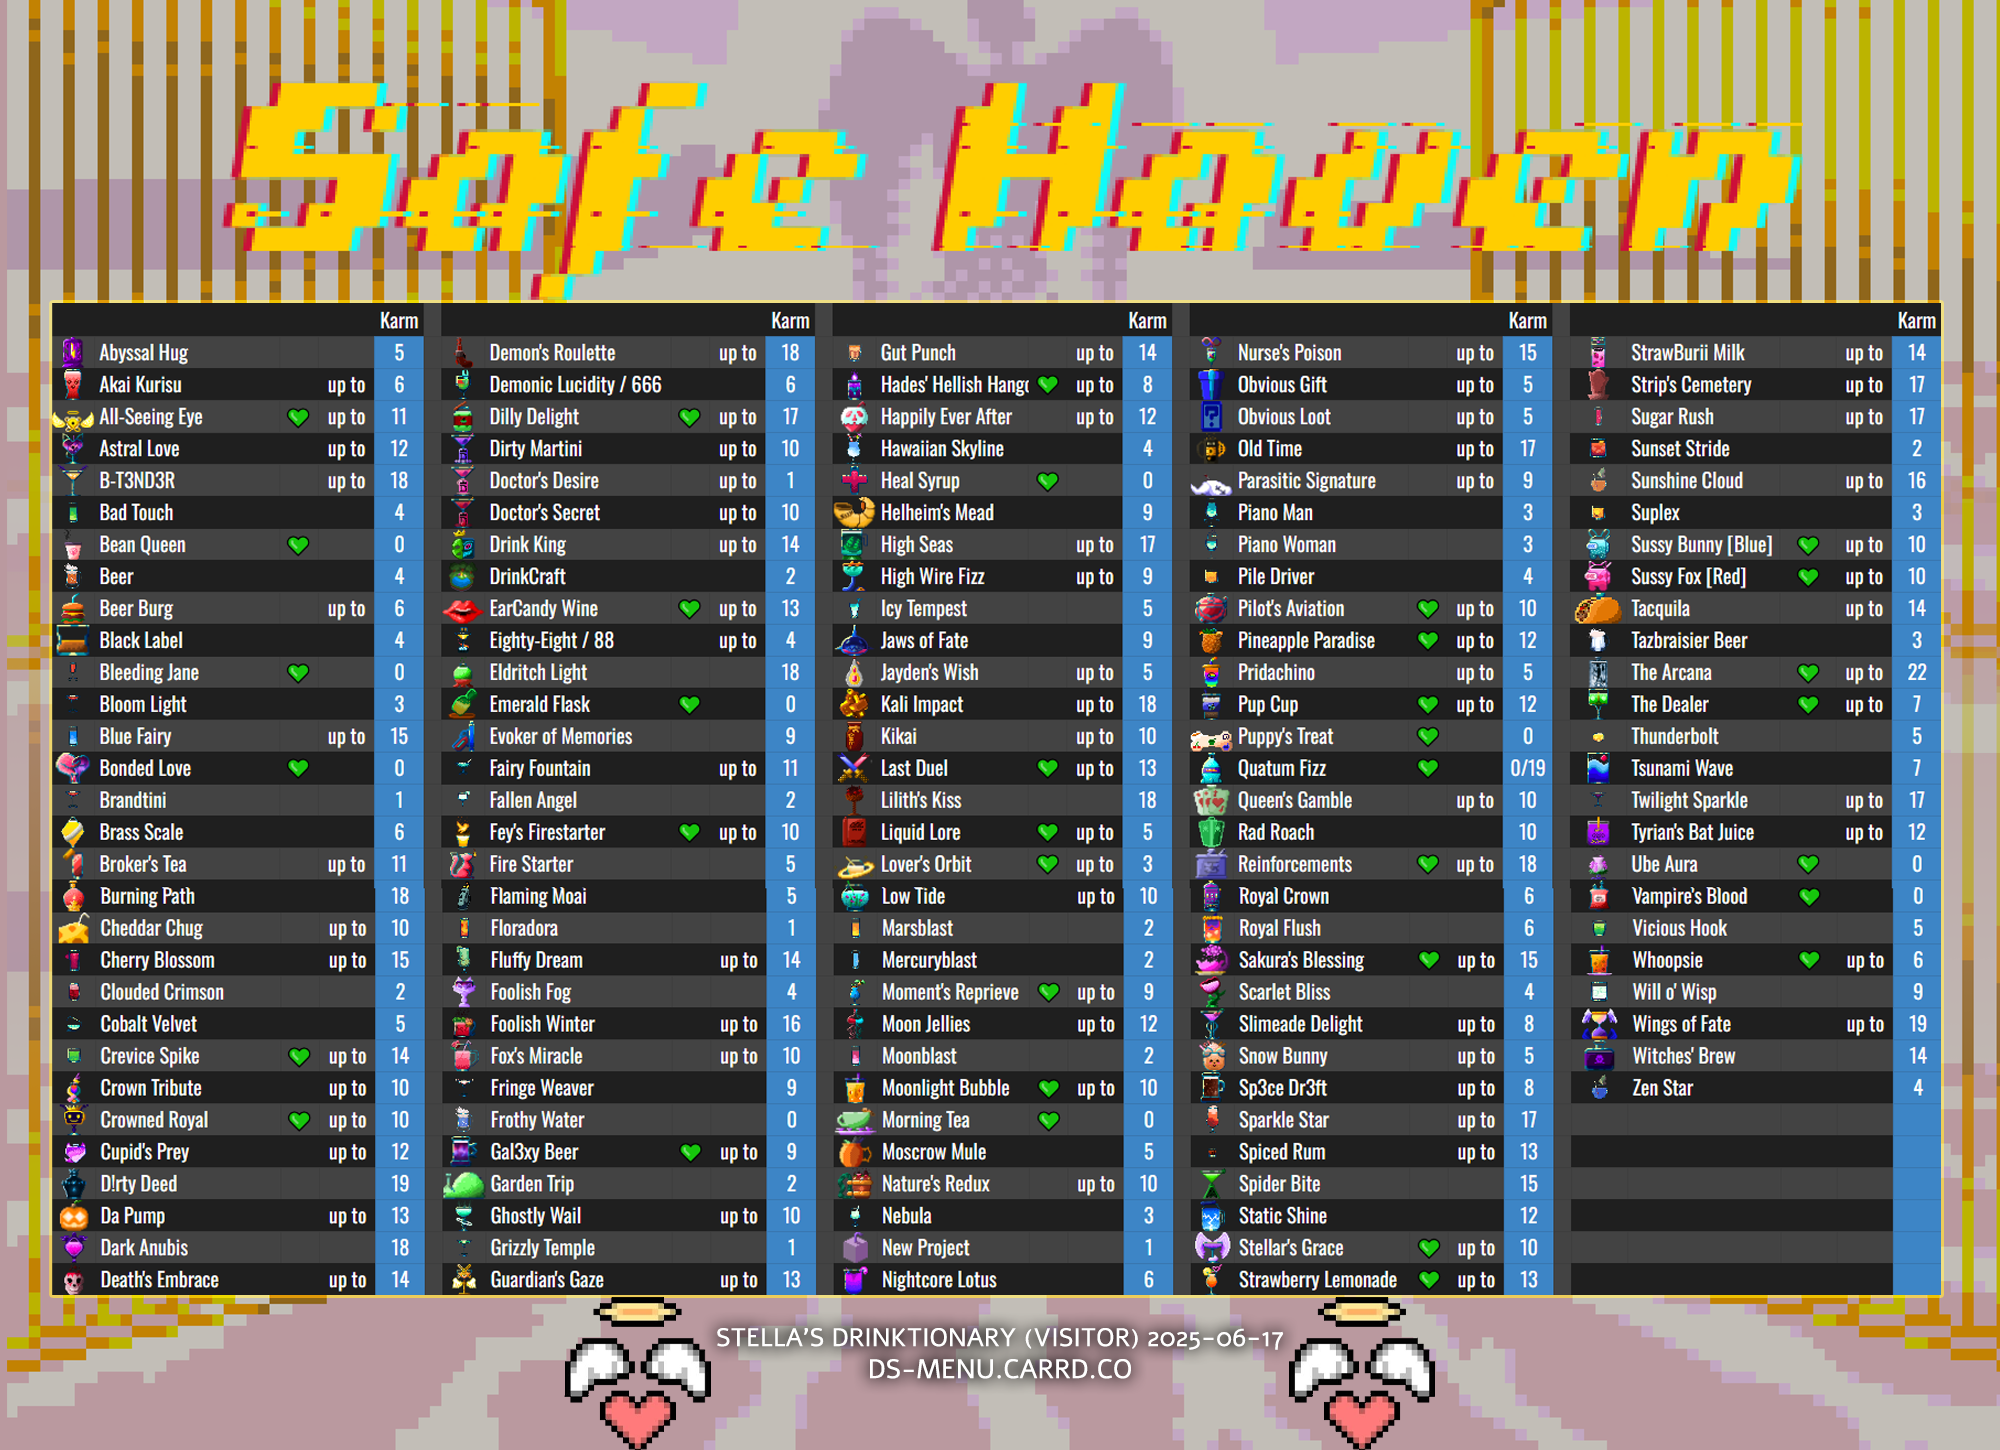 Safe Haven
Karm
Abyssal Hug 5
Akai Kurisu up to 6
All-Seeing Eye up to 11
Astral Love up to 12
B-T3ND3R up to 18
Bad Touch 4
Bean Queen 0
Beer 4
Beer Burg up to 6
Black Label 4
Bleeding Jane 0
Bloom Light 3
Blue Fairy up to 15
Bonded Love 0
Brandtini 1
Brass Scale 6
Broker's Tea up to 11
Burning Path 18
Cheddar Chug up to 10
Cherry Blossom up to 15
Clouded Crimson 2
Cobalt Velvet 5
Crevice Spike up to 14
Crown Tribute up to 10
Crowned Royal up to 10
Cupid's Prey up to 12
D!rty Deed 19
Da Pump up to 13
Dark Anubis 18
Death's Embrace up to 14
Karm
Demon's Roulette up to 18
Demonic Lucidity / 666 6
Dilly Delight up to 17
Dirty Martini up to 10
Doctor's Desire up to 1
Doctor's Secret up to 10
Drink King up to 14
DrinkCraft 2
EarCandy Wine up to 13
Eighty-Eight / 88 up to 4
Eldritch Light 18
Emerald Flask 0
Evoker of Memories 9
Fairy Fountain up to 11
Fallen Angel 2
Fey's Firestarter up to 10
Fire Starter 5
Flaming Moai 5
Floradora 1
Fluffy Dream up to 14
Foolish Fog 4
Foolish Winter up to 16
Fox's Miracle up to 10
Fringe Weaver 9
Frothy Water 0
Gal3xy Beer up to 9
Garden Trip 2
Ghostly Wail up to 10
Grizzly Temple 1
Guardian's Gaze up to 13
Karm
Gut Punch up to 14
Hades' Hellish Hang up to 8
Happily Ever After up to 12
Hawaiian Skyline 4
Heal Syrup 0
Helheim's Mead 9
High Seas up to 17
High Wire Fizz up to 9
Icy Tempest 5
Jaws of Fate 9
Jayden's Wish up to 5
Kali Impact up to 18
Kikai up to 10
Last Duel up to 13
Lilith's Kiss 18
Liquid Lore up to 5
Lover's Orbit up to 3
Low Tide up to 10
Marsblast 2
Mercuryblast 2
Moment's Reprieve up to 9
Moon Jellies up to 12
Moonblast 2
Moonlight Bubble up to 10
Morning Tea 0
Moscrow Mule 5
Nature's Redux up to 10
Nebula 3
New Project 1
Nightcore Lotus 6
Karm
Nurse's Poison up to 15
Obvious Gift up to 5
Obvious Loot up to 5
Old Time up to 17
Parasitic Signature up to 9
Piano Man 3
Piano Woman 3
Pile Driver 4
Pilot's Aviation up to 10
Pineapple Paradise up to 12
Pridachino up to 5
Pup Cup up to 12
Puppy's Treat 0
Quatum Fizz 0/19
Queen's Gamble up to 10
Rad Roach 10
Reinforcements up to 18
Royal Crown 6
Royal Flush 6
Sakura's Blessing up to 15
Scarlet Bliss 4
Slimeade Delight up to 8
Snow Bunny up to 5
Sp3ce Dr3ft up to 8
Sparkle Star up to 17
Spiced Rum up to 13
Spider Bite 15
Static Shine 12
Stellar's Grace up to 10
Strawberry Lemonade up to 13
Karm
StrawBurii Milk up to 14
Strip's Cemetery up to 17
Sugar Rush up to 17
Sunset Stride 2
Sunshine Cloud up to 16
Suplex 3
Sussy Bunny [Blue] up to 10
Sussy Fox [Red] up to 10
Tacquila up to 14
Tazbraisier Beer 3
The Arcana up to 22
The Dealer up to 7
Thunderbolt 5
Tsunami Wave 7
Twilight Sparkle up to 17
Tyrian's Bat Juice up to 12
Ube Aura 0
Vampire's Blood 0
Vicious Hook 5
Whoopsie up to 6
Will o' Wisp 9
Wings of Fate up to 19
Witches' Brew 14
Zen Star 4
STELLA'S DRINKTIONARY (VISITOR) 2025-06-17
DS-MENU.CARRD.CO